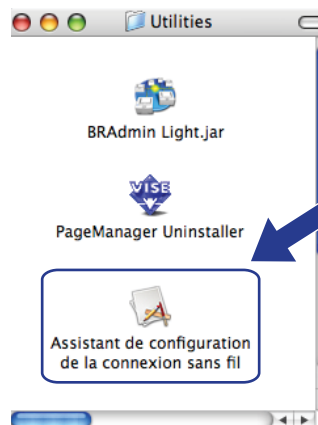 Utilities
BRAdmin Light.jar
VISE
PageManager Uninstaller
Assistant de configuration
de la connexion sans fil